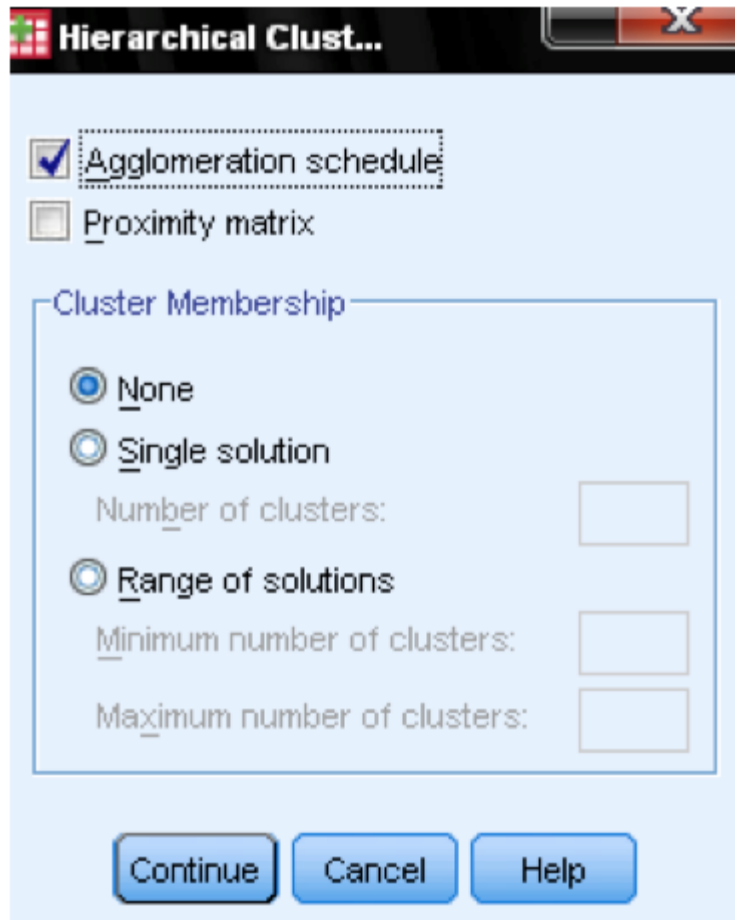 Hierarchical Clust...
Agglomeration schedule
Proximity matrix
Cluster Membership
None
Single solution
Number of clusters:
Range of solutions
Minimum number of clusters:
Maximum number of clusters:
Continue Cancel Help